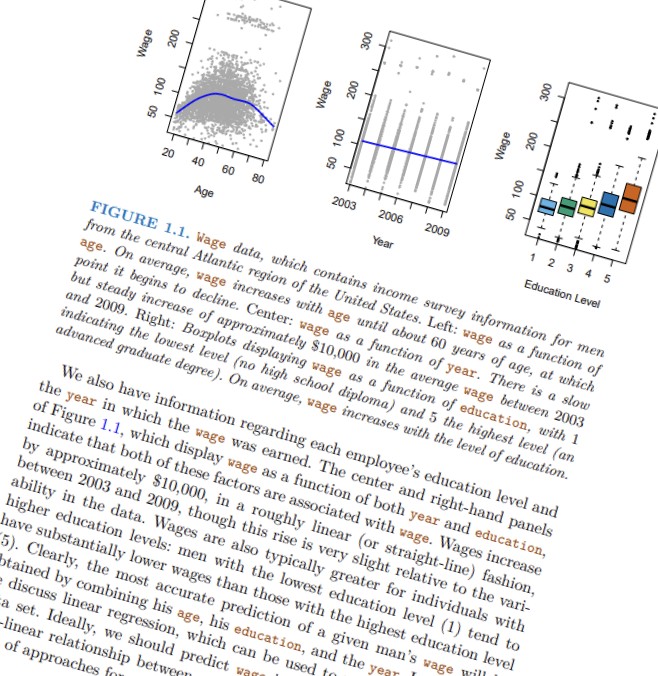 Wage
50 100 200
20 40 60 80
Age
Wage
50 100 200 300
2003 2006 2009
Year
Wage
50 100 200 300
1 2 3 4 5
Education Level
FIGURE 1.1. Wage data, which contains income survey information for men
from the central Atlantic region of the United States. Left: wage as a function of
age. On average, wage increases with age until about 60 years of age, at which
point it begins to decline. Center: wage as a function of year. There is a slow
but steady increase of approximately $10,000 in the average wage between 2003
and 2009. Right: Boxplots displaying wage as a function of education, with 1
indicating the lowest level (no high school diploma) and 5 the highest level (an
advanced graduate degree). On average, wage increases with the level of education.
We also have information regarding each employee's education level and
the year in which the wage was earned. The center and right-hand panels
of Figure 1.1, which display wage as a function of both year and education,
indicate that both of these factors are associated with wage. Wages increase
by approximately $10,000, in a roughly linear (or straight-line) fashion,
between 2003 and 2009, though this rise is very slight relative to the vari-
ability in the data. Wages are also typically greater for individuals with
higher education levels: men with the lowest education level (1) tend to
have substantially lower wages than those with the highest education level
(5). Clearly, the most accurate prediction of a given man's wage will
obtained by combining his age, his education, and the year.
discuss linear regression, which can be used to
set. Ideally, we should predict wage
-linear relationship between
of approaches for